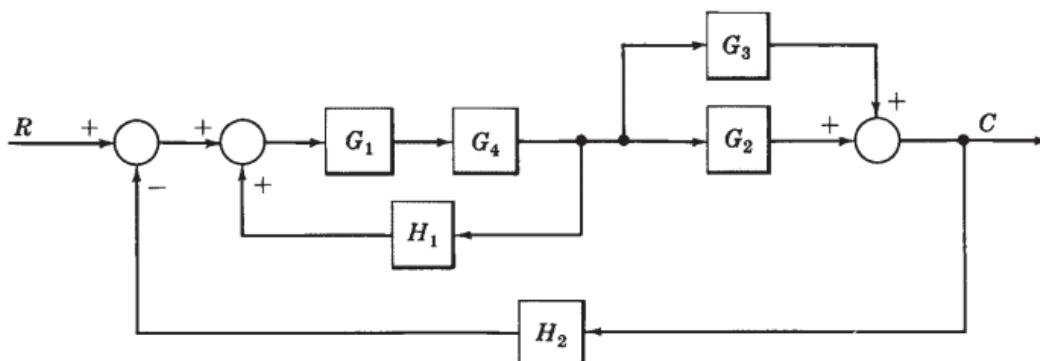 G₃
R + + G₁ G₄ G₂ + + C
− + H₁
H₂